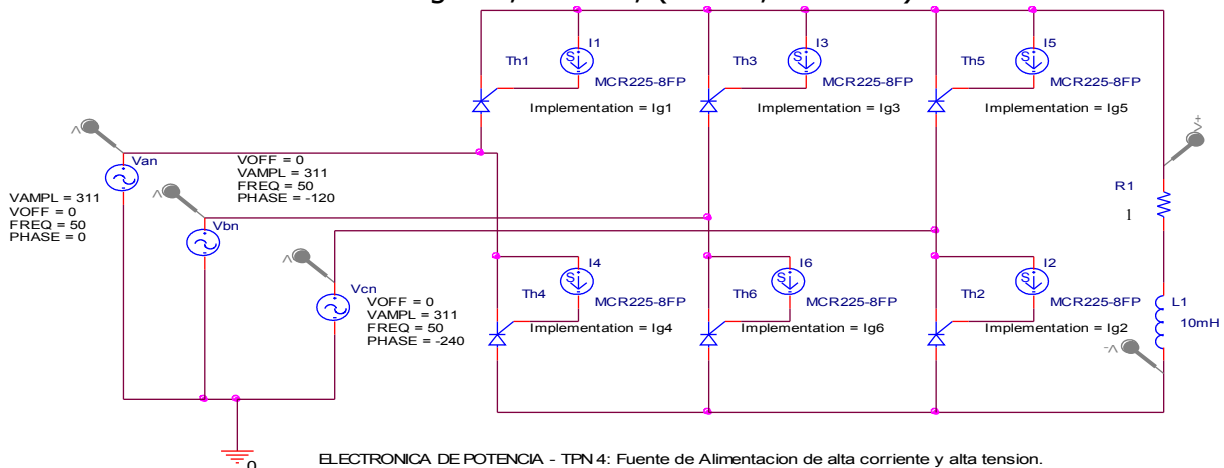 I1
I3
I5
Th1
Th3
Th5
MCR225-8FP
MCR225-8FP
MCR225-8FP
Implementation = Ig1
Implementation = Ig3
Implementation = Ig5
V
Van
VAMPL = 311
VOFF = 0
FREQ = 50
PHASE = 0
V
Vbn
VOFF = 0
VAMPL = 311
FREQ = 50
PHASE = -120
V
Vcn
VOFF = 0
VAMPL = 311
FREQ = 50
PHASE = -240
V+
R1
1
I4
I6
I2
Th4
Th6
Th2
MCR225-8FP
MCR225-8FP
MCR225-8FP
Implementation = Ig4
Implementation = Ig6
Implementation = Ig2
L1
10mH
V-
0
ELECTRONICA DE POTENCIA - TPN 4: Fuente de Alimentacion de alta corriente y alta tension.